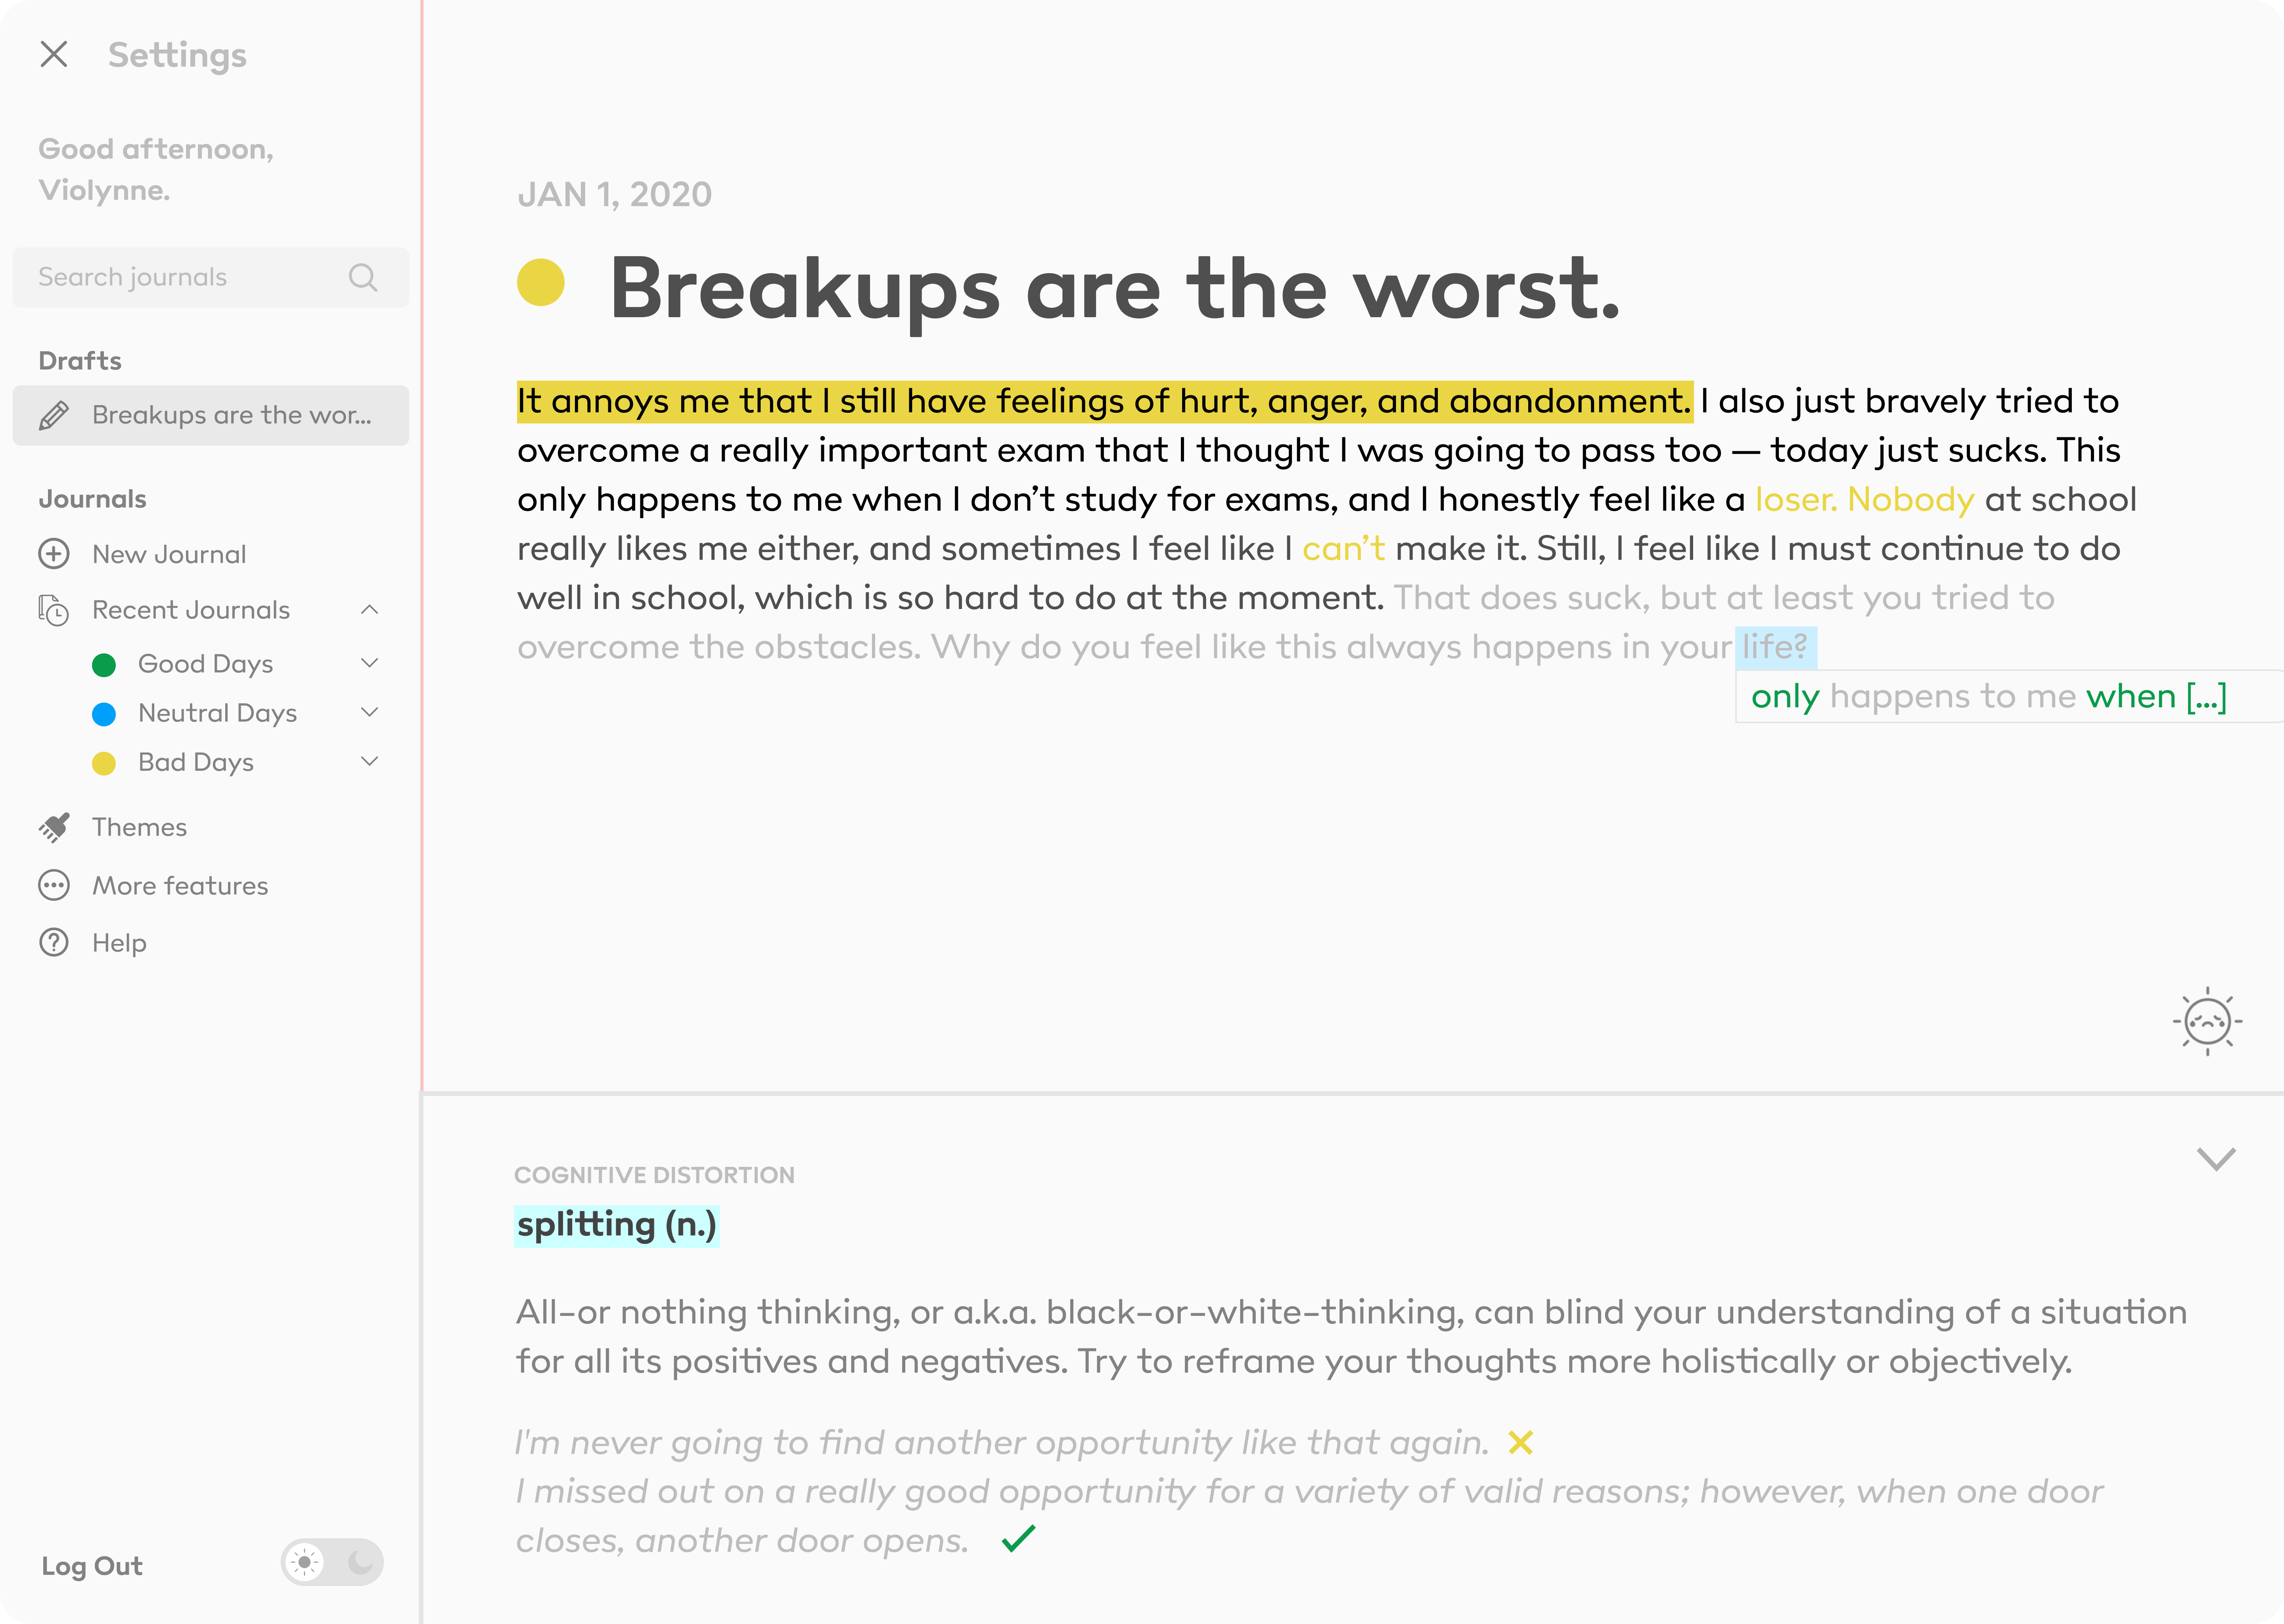 Settings
Good afternoon,
Violynne.
Search journals
Drafts
Breakups are the wor...
Journals
New Journal
Recent Journals
Good Days
Neutral Days
Bad Days
Themes
More features
Help
Log Out
JAN 1, 2020
Breakups are the worst.
It annoys me that I still have feelings of hurt, anger, and abandonment. I also just bravely tried to
overcome a really important exam that I thought I was going to pass too — today just sucks. This
only happens to me when I don’t study for exams, and I honestly feel like a loser. Nobody at school
really likes me either, and sometimes I feel like I can’t make it. Still, I feel like I must continue to do
well in school, which is so hard to do at the moment. That does suck, but at least you tried to
overcome the obstacles. Why do you feel like this always happens in your life?
only happens to me when [...]
COGNITIVE DISTORTION
splitting (n.)
All-or nothing thinking, or a.k.a. black-or-white-thinking, can blind your understanding of a situation
for all its positives and negatives. Try to reframe your thoughts more holistically or objectively.
I'm never going to find another opportunity like that again.
I missed out on a really good opportunity for a variety of valid reasons; however, when one door
closes, another door opens.